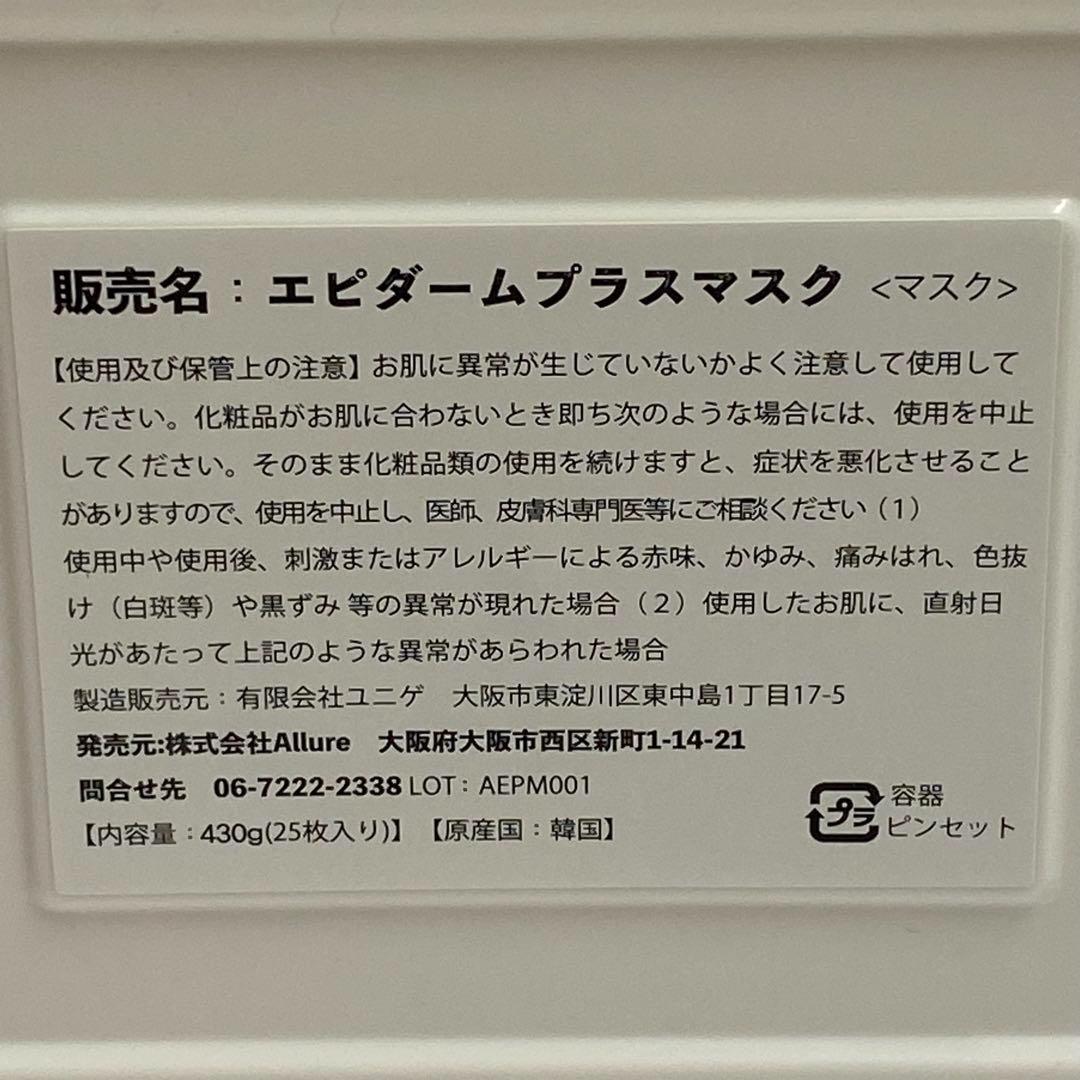 販売名：エピダームプラスマスク <マスク>
【使用及び保管上の注意】お肌に異常が生じていないかよく注意して使用して
ください。化粧品がお肌に合わないとき即ち次のような場合には、使用を中止
してください。そのまま化粧品類の使用を続けますと、症状を悪化させること
がありますので、使用を中止し、医師、皮膚科専門医等にご相談ください（1）
使用中や使用後、刺激またはアレルギーによる赤味、かゆみ、痛みはれ、色抜
け（白斑等）や黒ずみ 等の異常が現れた場合（2）使用したお肌に、直射日
光があたって上記のような異常があらわれた場合
製造販売元：有限会社ユニゲ　大阪市東淀川区東中島1丁目17-5
発売元:株式会社Allure　大阪府大阪市西区新町1-14-21
問合せ先　06-7222-2338 LOT：AEPM001
【内容量：430g(25枚入り)】【原産国：韓国】
プラ 容器
ピンセット